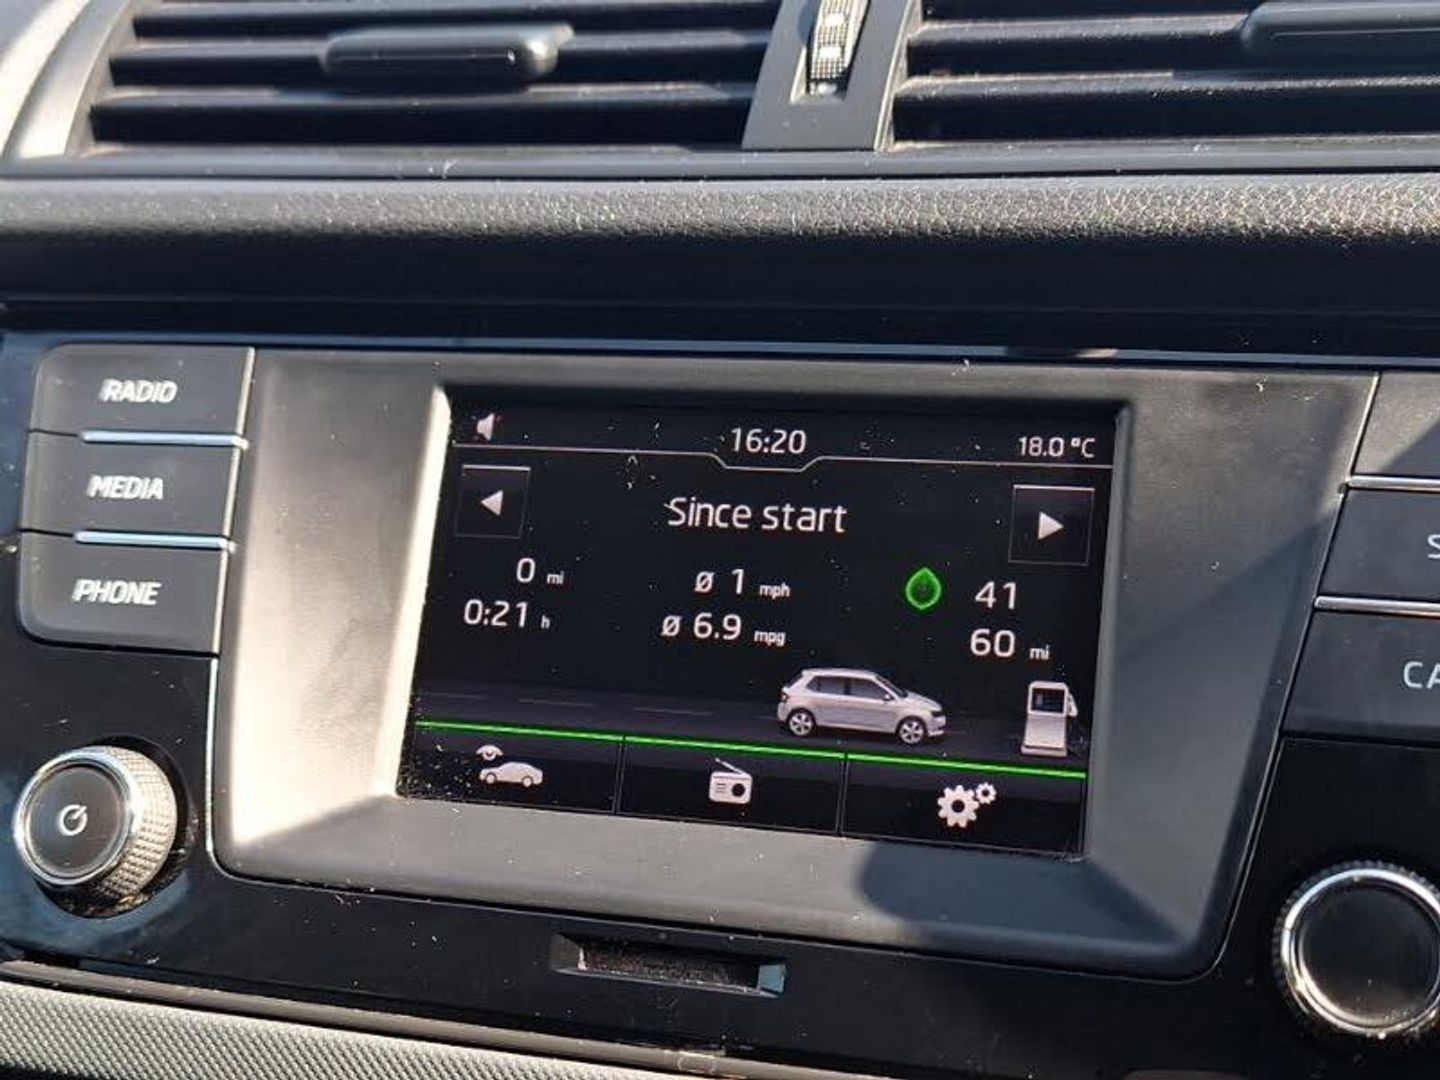 RADIO
MEDIA
PHONE
16:20
18.0 °C
Since start
0 mi
0:21 h
ø 1 mph
ø 6.9 mpg
41
60 mi
S
CA